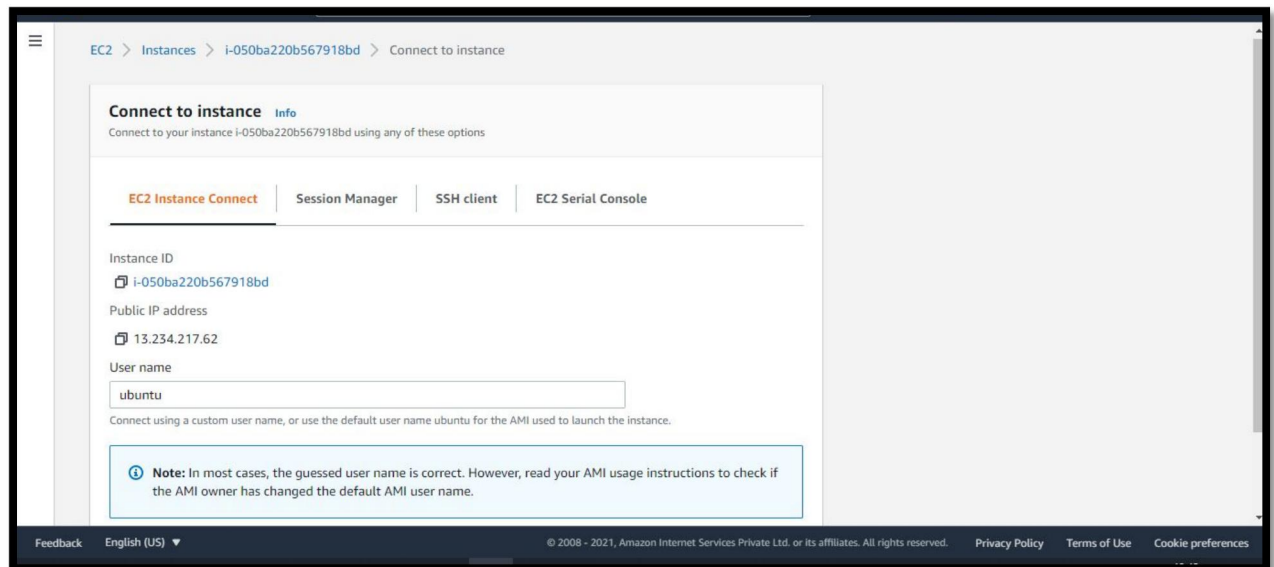 EC2 > Instances > i-050ba220b567918bd > Connect to instance
Connect to instance Info
Connect to your instance i-050ba220b567918bd using any of these options
EC2 Instance Connect Session Manager SSH client EC2 Serial Console
Instance ID
i-050ba220b567918bd
Public IP address
13.234.217.62
User name
ubuntu
Connect using a custom user name, or use the default user name ubuntu for the AMI used to launch the instance.
Note: In most cases, the guessed user name is correct. However, read your AMI usage instructions to check if
the AMI owner has changed the default AMI user name.
Feedback English (US) ▼ © 2008 - 2021, Amazon Internet Services Private Ltd. or its affiliates. All rights reserved. Privacy Policy Terms of Use Cookie preferences